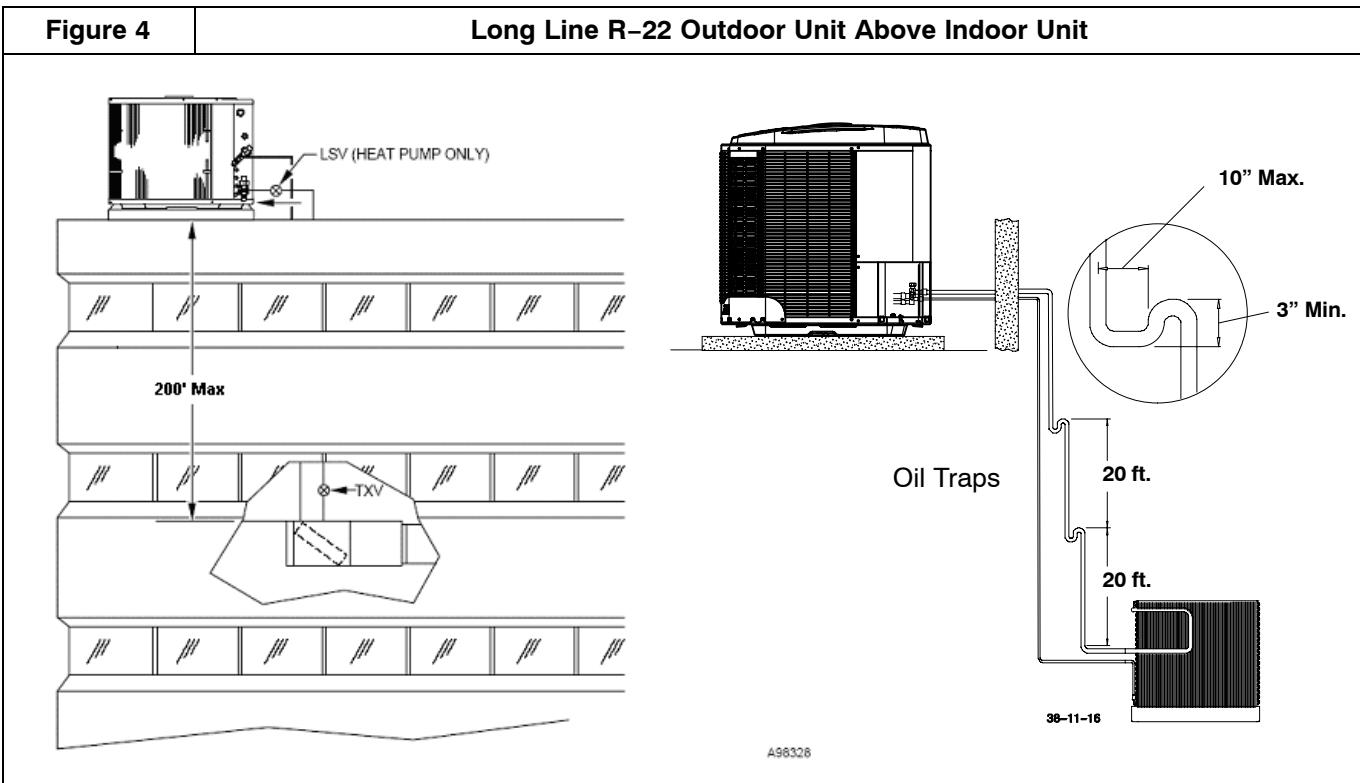 Figure 4
Long Line R−22 Outdoor Unit Above Indoor Unit
LSV (HEAT PUMP ONLY)
200' Max
TXV
10” Max.
3” Min.
Oil Traps
20 ft.
20 ft.
38−11−16
A98328